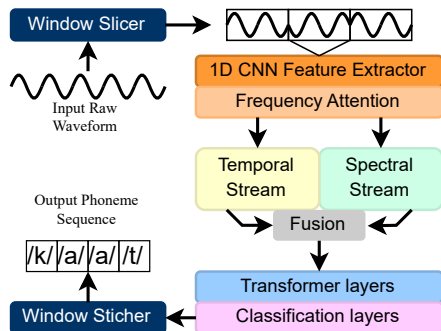 Window Slicer
Input Raw
Waveform
1D CNN Feature Extractor
Frequency Attention
Temporal
Stream
Spectral
Stream
Fusion
Transformer layers
Classification layers
Window Sticher
Output Phoneme
Sequence
/k/ /a/ /a/ /t/